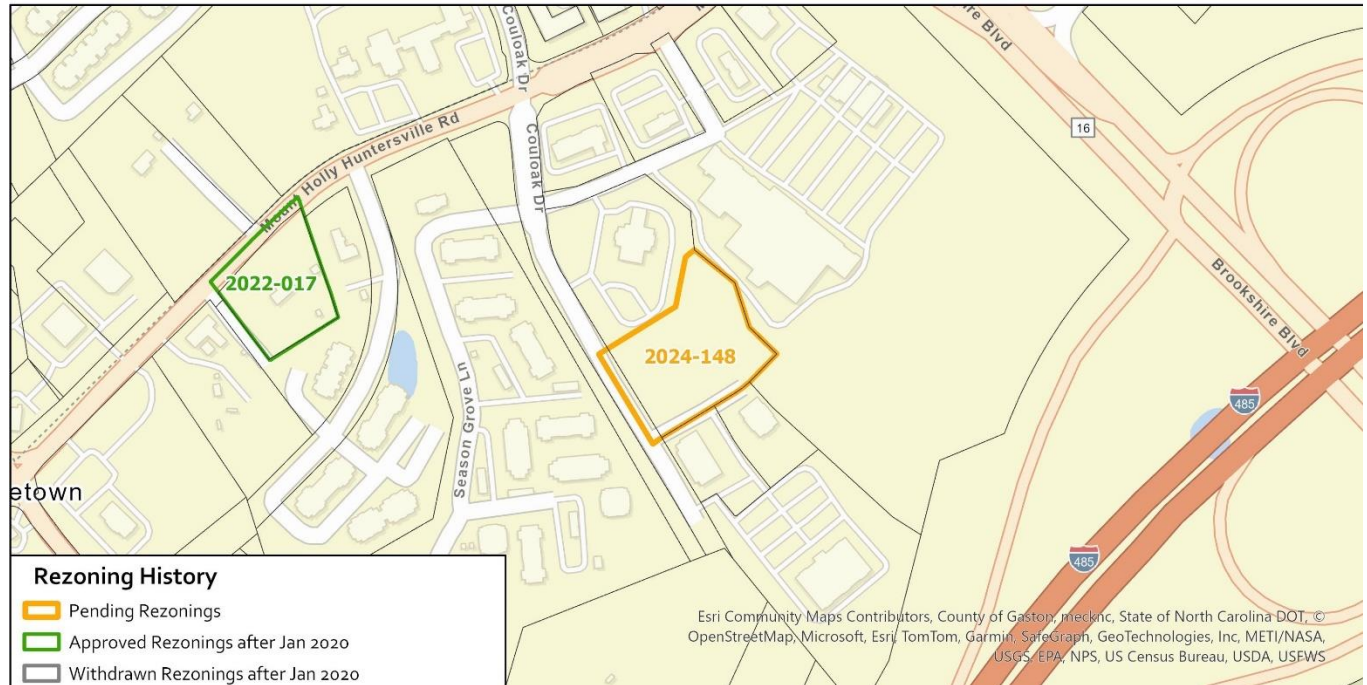 Couloak Dr
Brookshire Blvd
16
Mount Holly Huntersville Rd
Couloak Dr
2022-017
2024-148
Brookshire Blvd
485
Season Grove Ln
etown
485
Rezoning History
Pending Rezonings
Approved Rezonings after Jan 2020
Withdrawn Rezonings after Jan 2020
Esri Community Maps Contributors, County of Gaston, mecknc, State of North Carolina DOT, ©
OpenStreetMap, Microsoft, Esri, TomTom, Garmin, SafeGraph, GeoTechnologies, Inc, METI/NASA,
USGS, EPA, NPS, US Census Bureau, USDA, USFWS